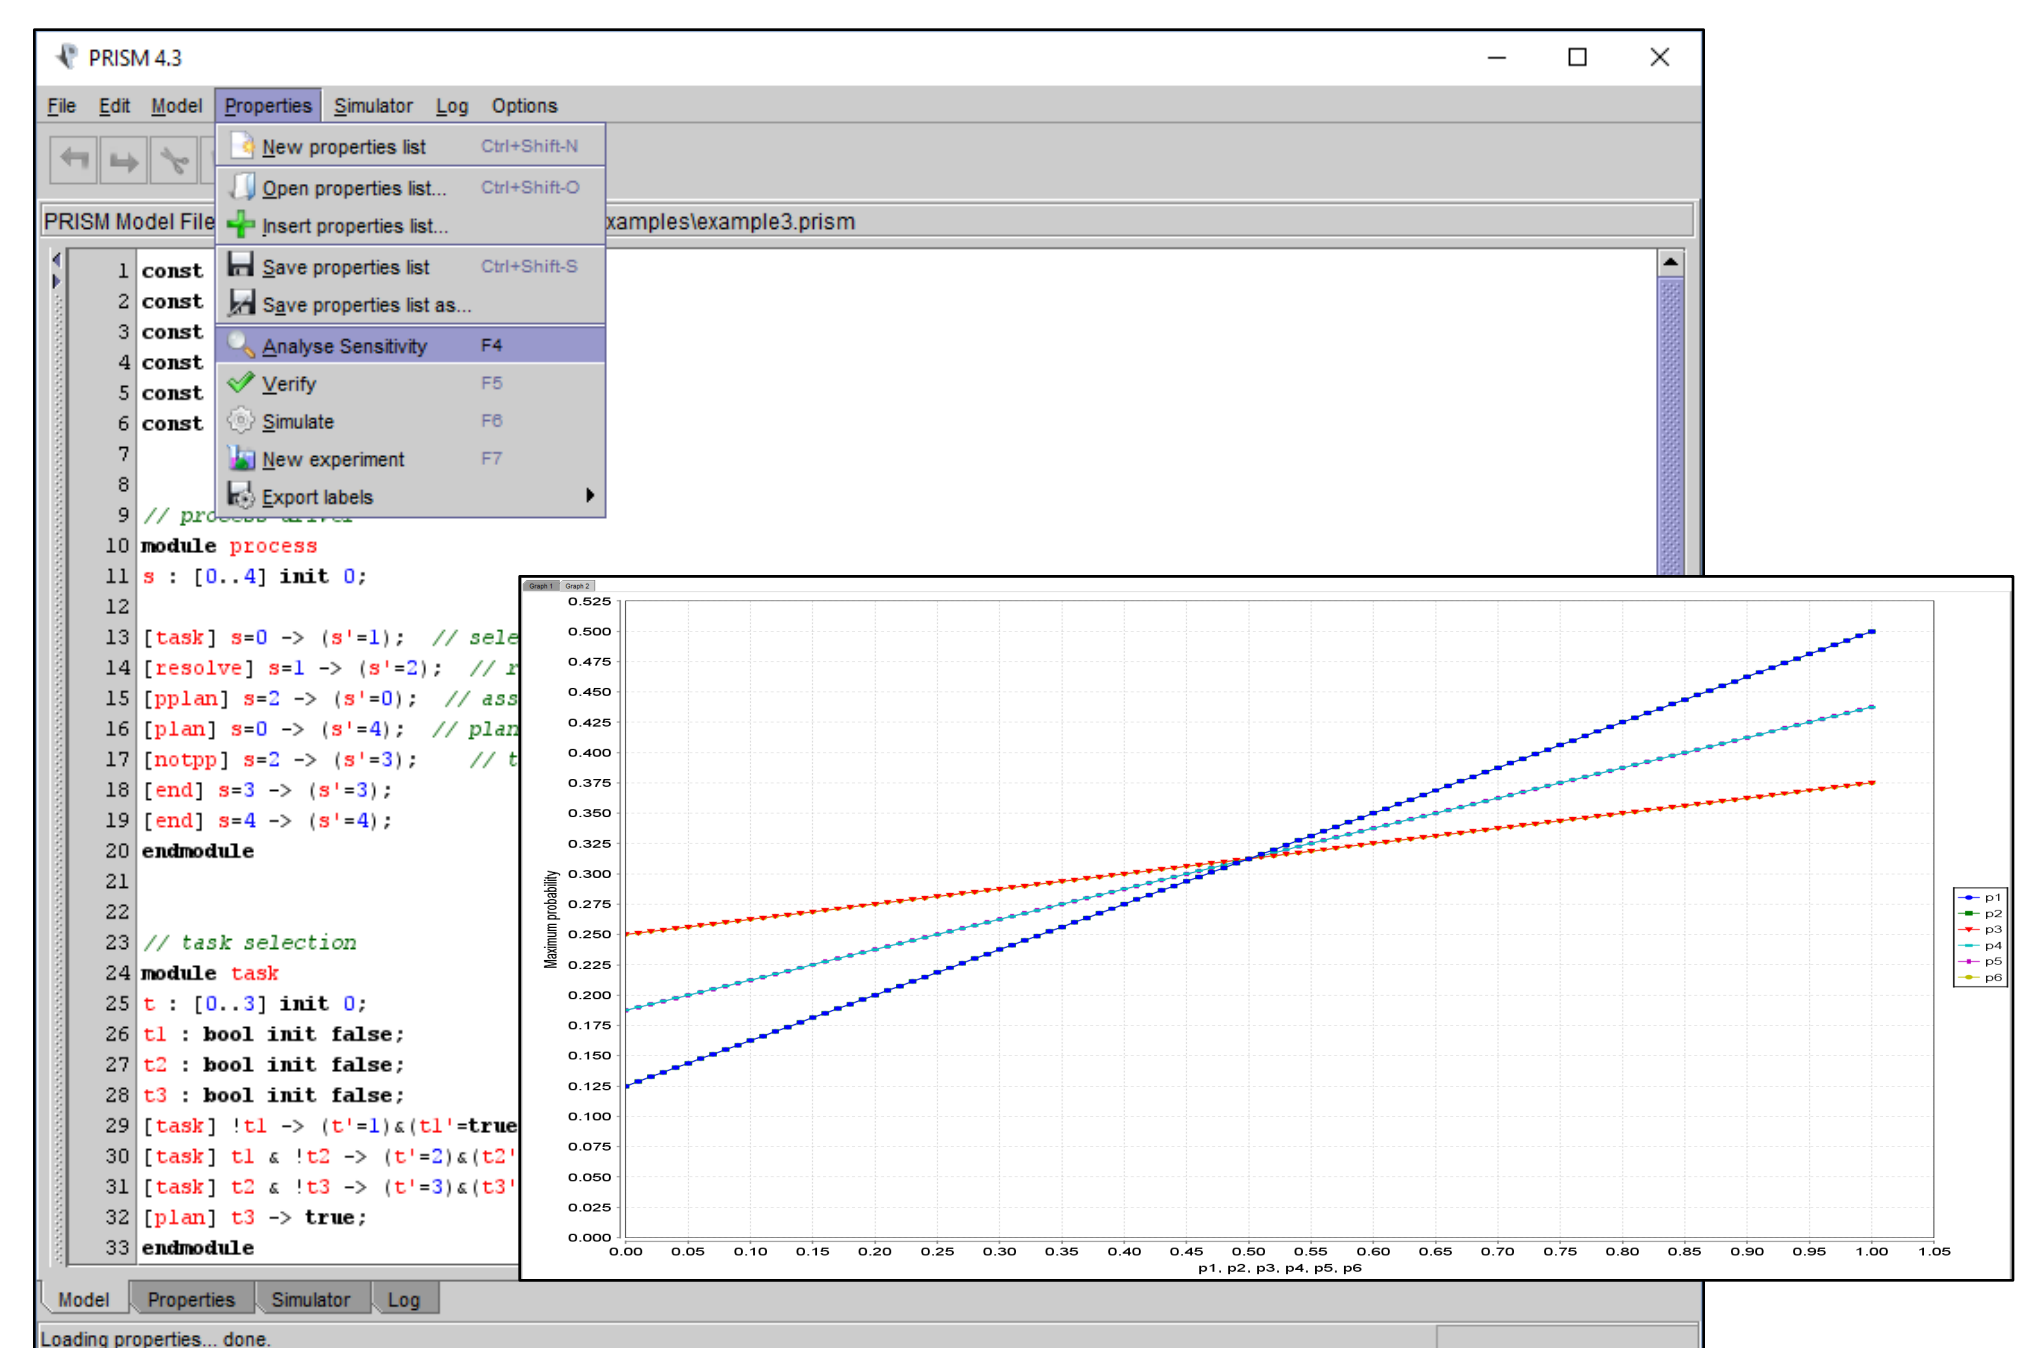 PRISM 4.3
File Edit Model Properties Simulator Log Options
New properties list Ctrl+Shift-N
Open properties list... Ctrl+Shift-O
Insert properties list...
Save properties list Ctrl+Shift-S
Save properties list as...
Analyse Sensitivity F4
Verify F5
Simulate F6
New experiment F7
Export labels
PRISM Model File xamples\example3.prism
1 const
2 const
3 const
4 const
5 const
6 const
7
8
9 // process driver
10 module process
11 s : [0..4] init 0;
12
13 [task] s=0 -> (s'=1); // sele
14 [resolve] s=1 -> (s'=2); // r
15 [pplan] s=2 -> (s'=0); // ass
16 [plan] s=0 -> (s'=4); // plan
17 [notpp] s=2 -> (s'=3); // t
18 [end] s=3 -> (s'=3);
19 [end] s=4 -> (s'=4);
20 endmodule
21
22
23 // task selection
24 module task
25 t : [0..3] init 0;
26 t1 : bool init false;
27 t2 : bool init false;
28 t3 : bool init false;
29 [task] !t1 -> (t'=1)&(t1'=true
30 [task] t1 & !t2 -> (t'=2)&(t2'
31 [task] t2 & !t3 -> (t'=3)&(t3'
32 [plan] t3 -> true;
33 endmodule
Graph 1 Graph 2
0.525
0.500
0.475
0.450
0.425
0.400
0.375
0.350
0.325
0.300
0.275
0.250
0.225
0.200
0.175
0.150
0.125
0.100
0.075
0.050
0.025
0.000
Maximum probability
0.00 0.05 0.10 0.15 0.20 0.25 0.30 0.35 0.40 0.45 0.50 0.55 0.60 0.65 0.70 0.75 0.80 0.85 0.90 0.95 1.00 1.05
p1, p2, p3, p4, p5, p6
p1
p2
p3
p4
p5
p6
Model Properties Simulator Log
Loading properties... done.